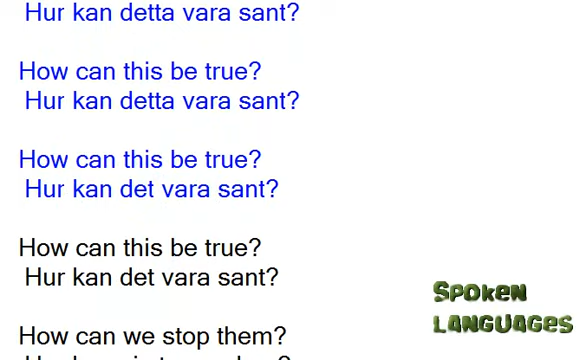 Hur kan detta vara sant?
How can this be true?
Hur kan detta vara sant?
How can this be true?
Hur kan det vara sant?
How can this be true?
Hur kan det vara sant?
How can we stop them?
Spoken
Languages